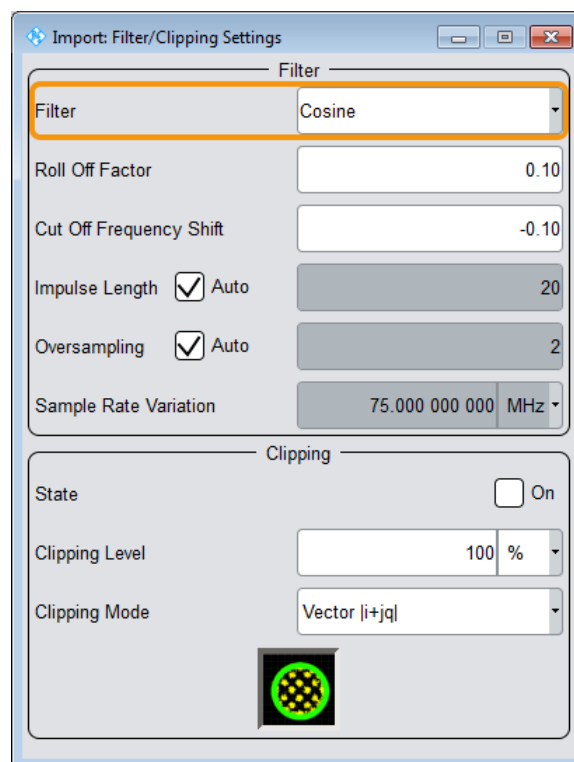 Import: Filter/Clipping Settings
Filter
Filter Cosine
Roll Off Factor 0.10
Cut Off Frequency Shift -0.10
Impulse Length Auto 20
Oversampling Auto 2
Sample Rate Variation 75.000 000 000 MHz
Clipping
State On
Clipping Level 100 %
Clipping Mode Vector |i+jq|